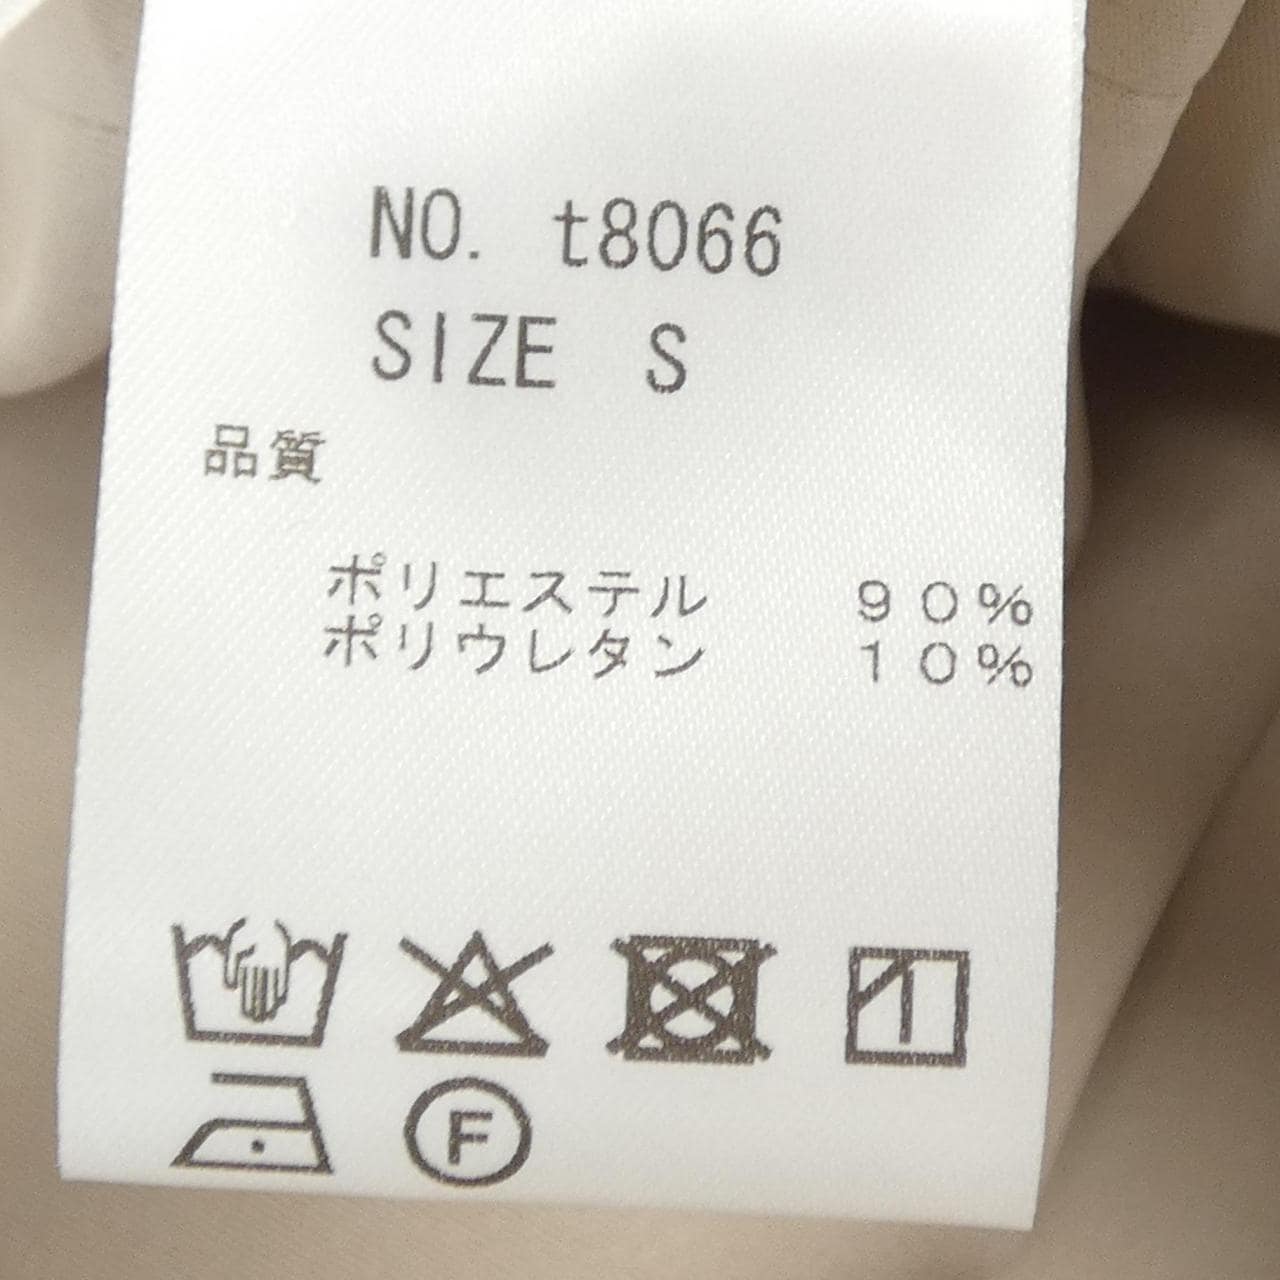 NO. t8066
SIZE S
品質
ポリエステル 90%
ポリウレタン 10%
F